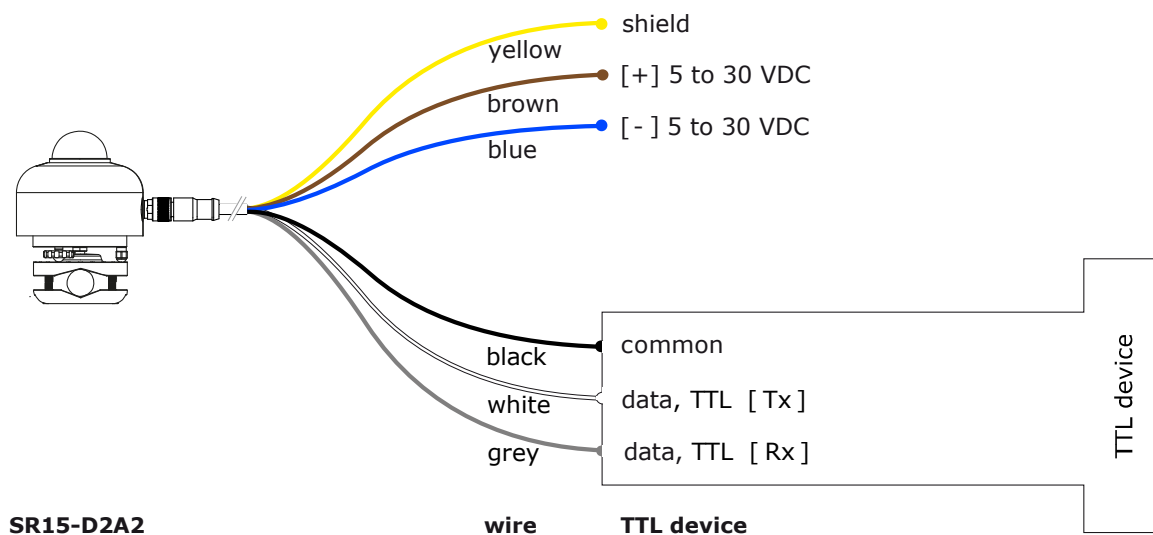 yellow shield
brown [+] 5 to 30 VDC
blue [-] 5 to 30 VDC
black common
white data, TTL [Tx]
grey data, TTL [Rx]
TTL device
SR15-D2A2 wire TTL device